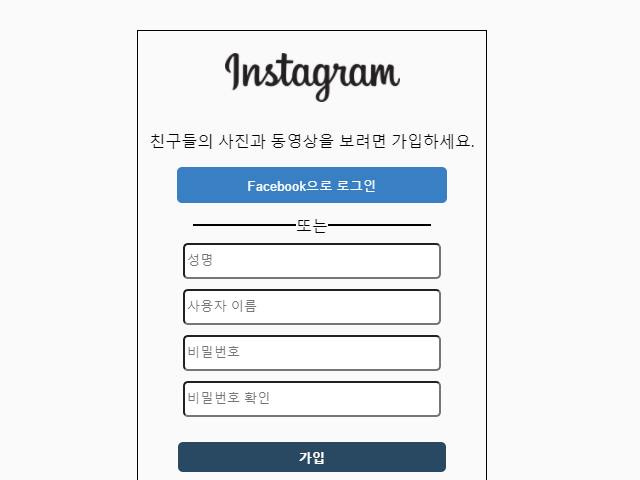 Instagram
친구들의 사진과 동영상을 보려면 가입하세요.
Facebook으로 로그인
또는
성명
사용자 이름
비밀번호
비밀번호 확인
가입